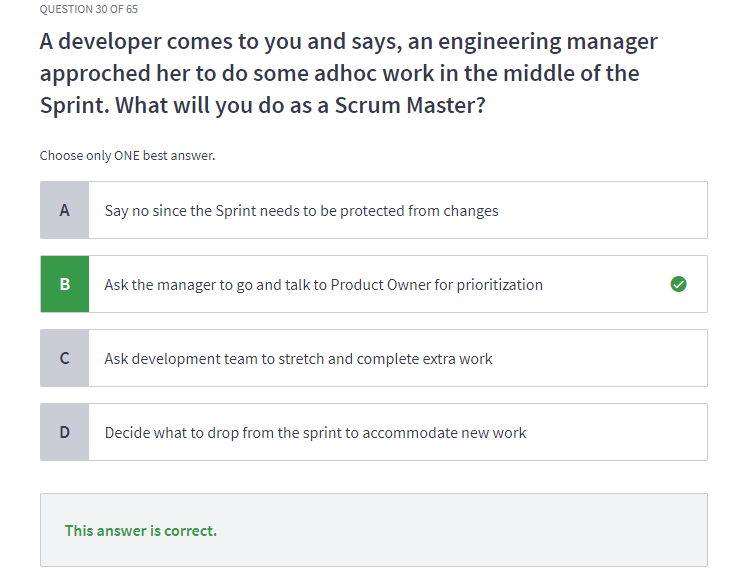 QUESTION 30 OF 65
A developer comes to you and says, an engineering manager
approched her to do some adhoc work in the middle of the
Sprint. What will you do as a Scrum Master?
Choose only ONE best answer.
A Say no since the Sprint needs to be protected from changes
B Ask the manager to go and talk to Product Owner for prioritization
C Ask development team to stretch and complete extra work
D Decide what to drop from the sprint to accommodate new work
This answer is correct.